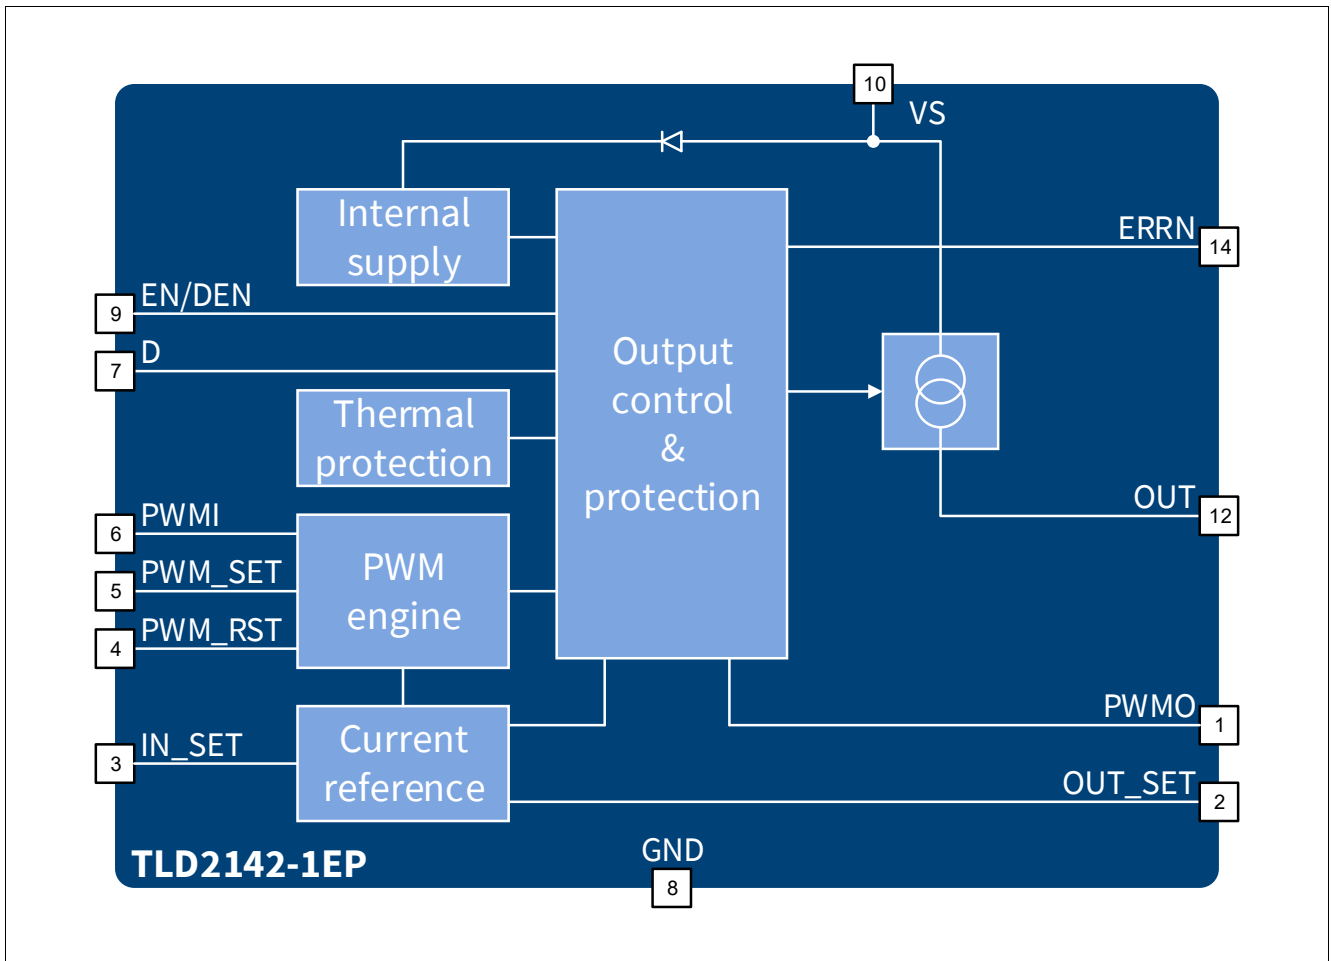 10
VS
Internal
supply
ERRN
14
EN/DEN
9
D
7
Output
control
&
protection
Thermal
protection
PWMI
6
PWM_SET
5
PWM_RST
4
PWM
engine
OUT
12
IN_SET
3
Current
reference
PWMO
1
OUT_SET
2
GND
8
TLD2142-1EP